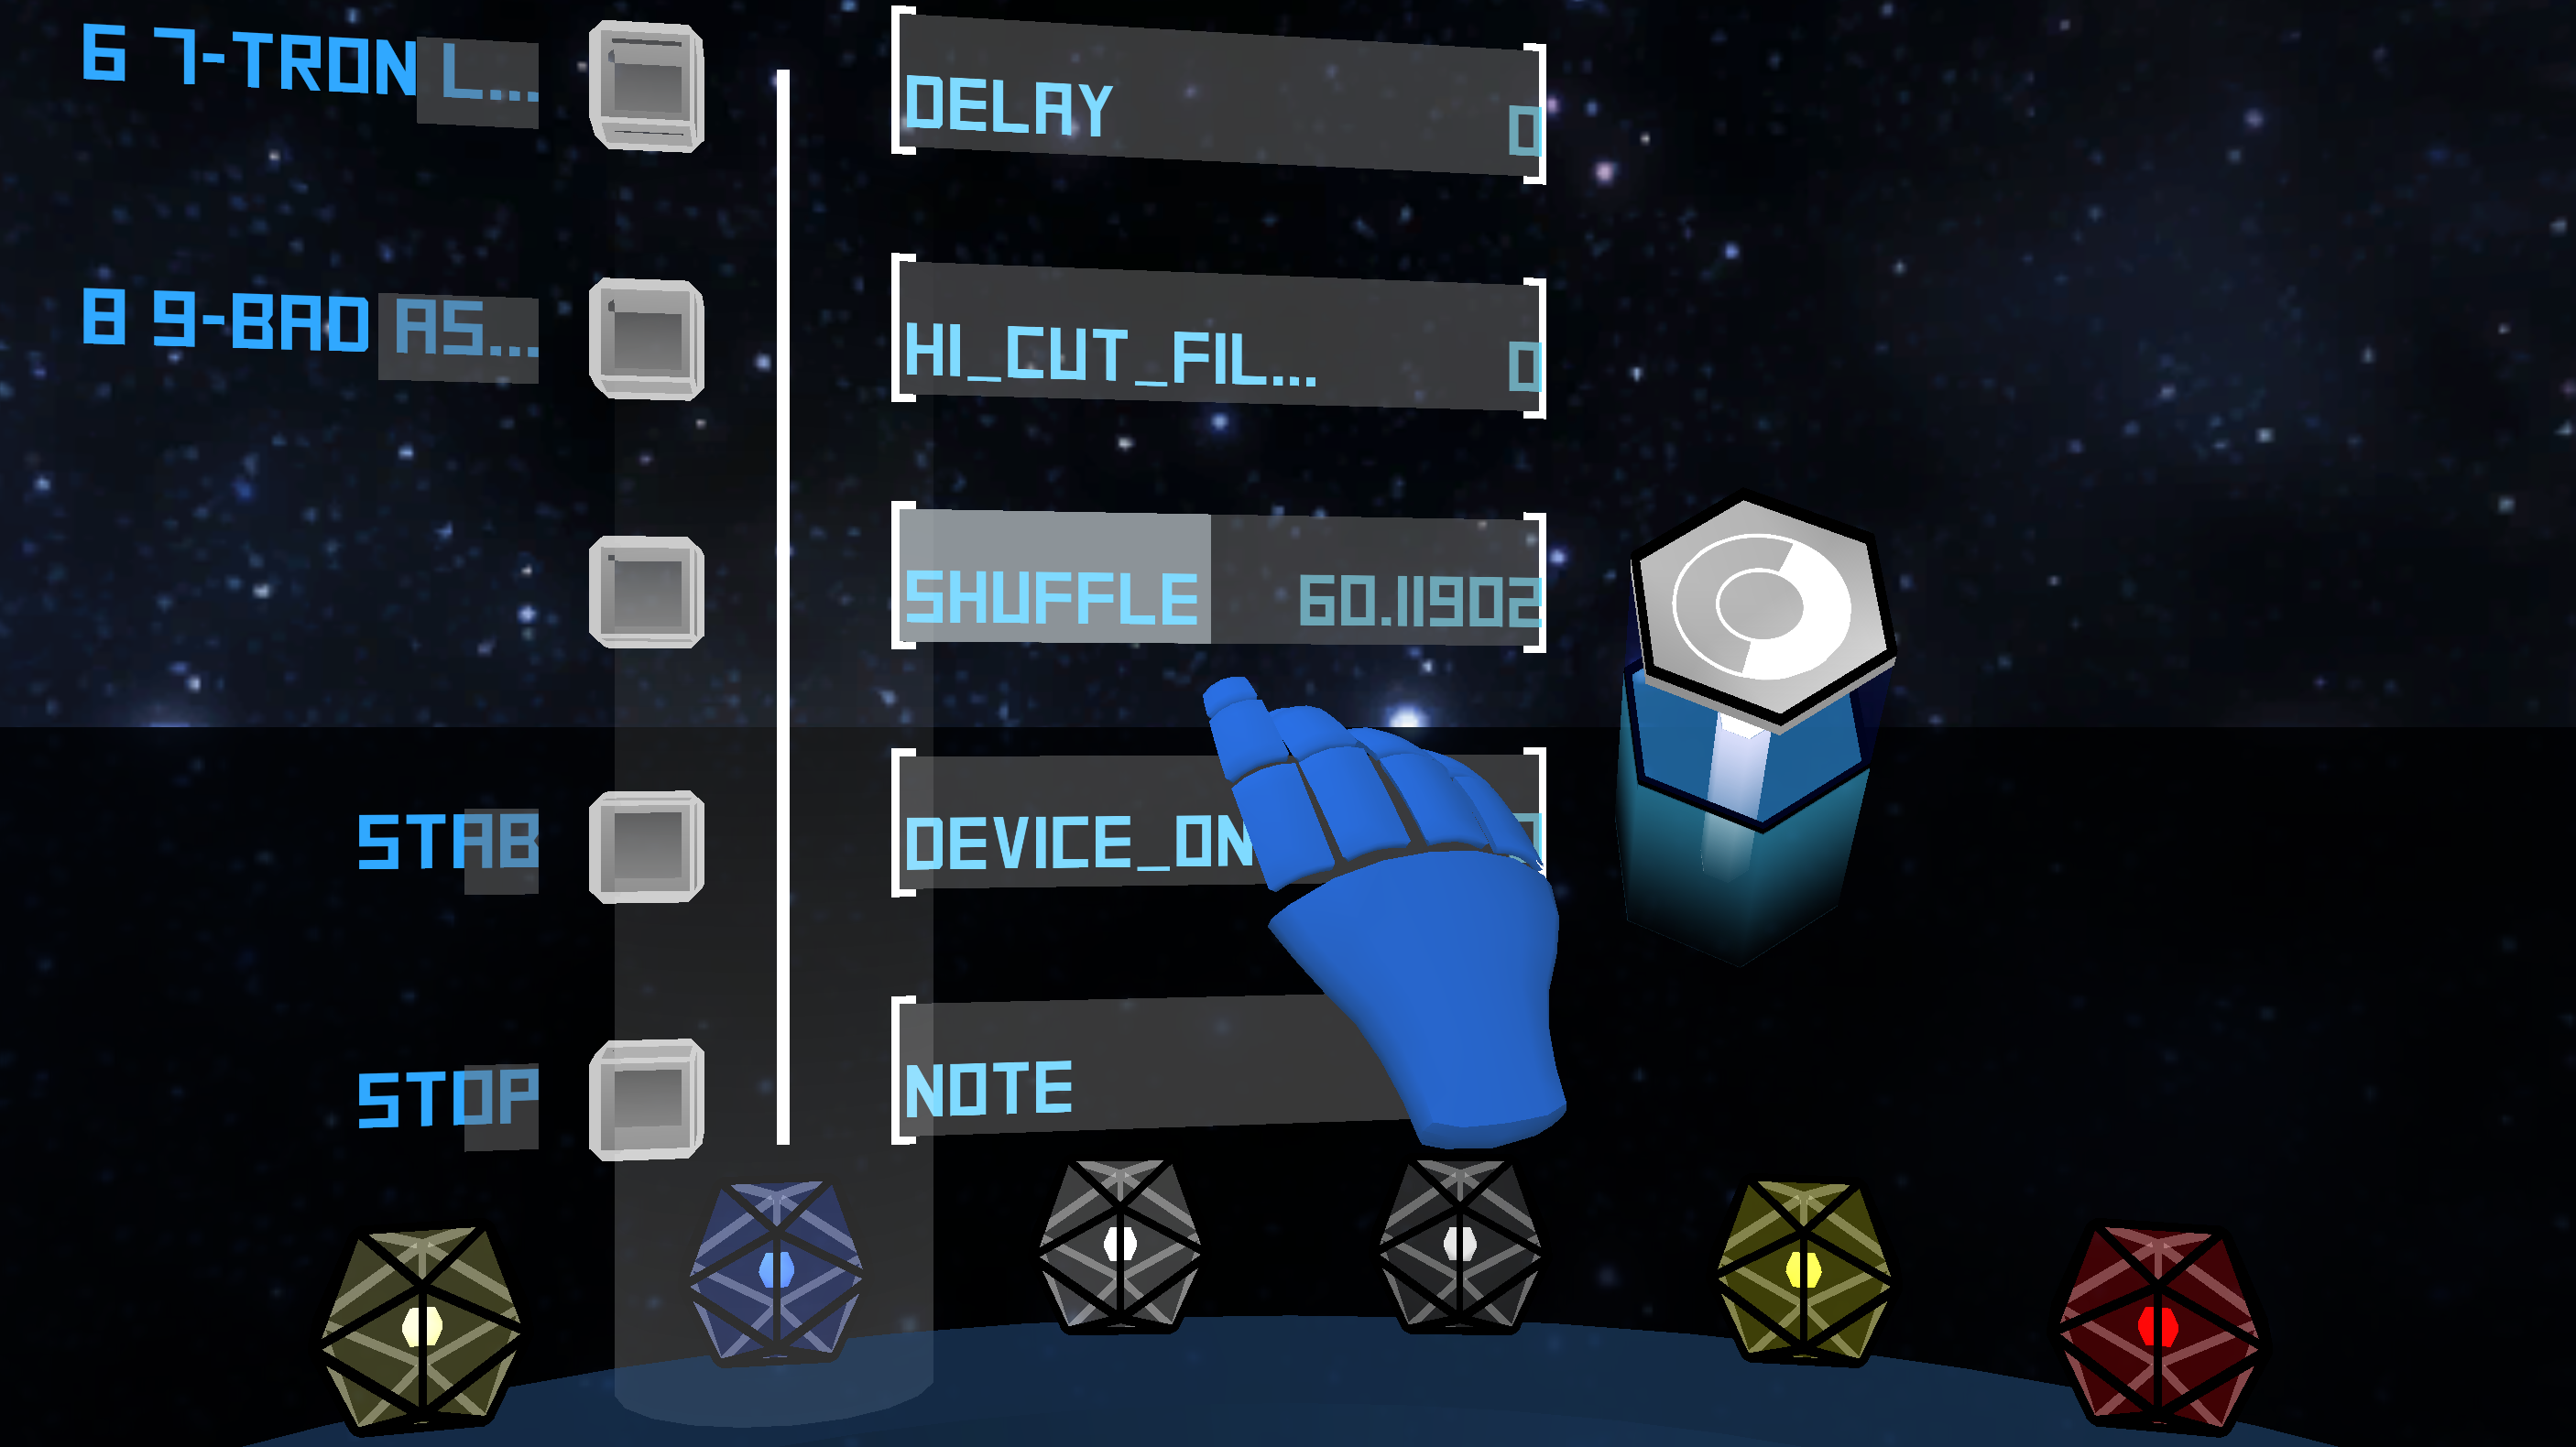 6 7-TRON L...
8 9-BAD AS...
STAB
STOP
DELAY 0
HI_CUT_FIL... 0
SHUFFLE 60.11902
DEVICE_ON
NOTE